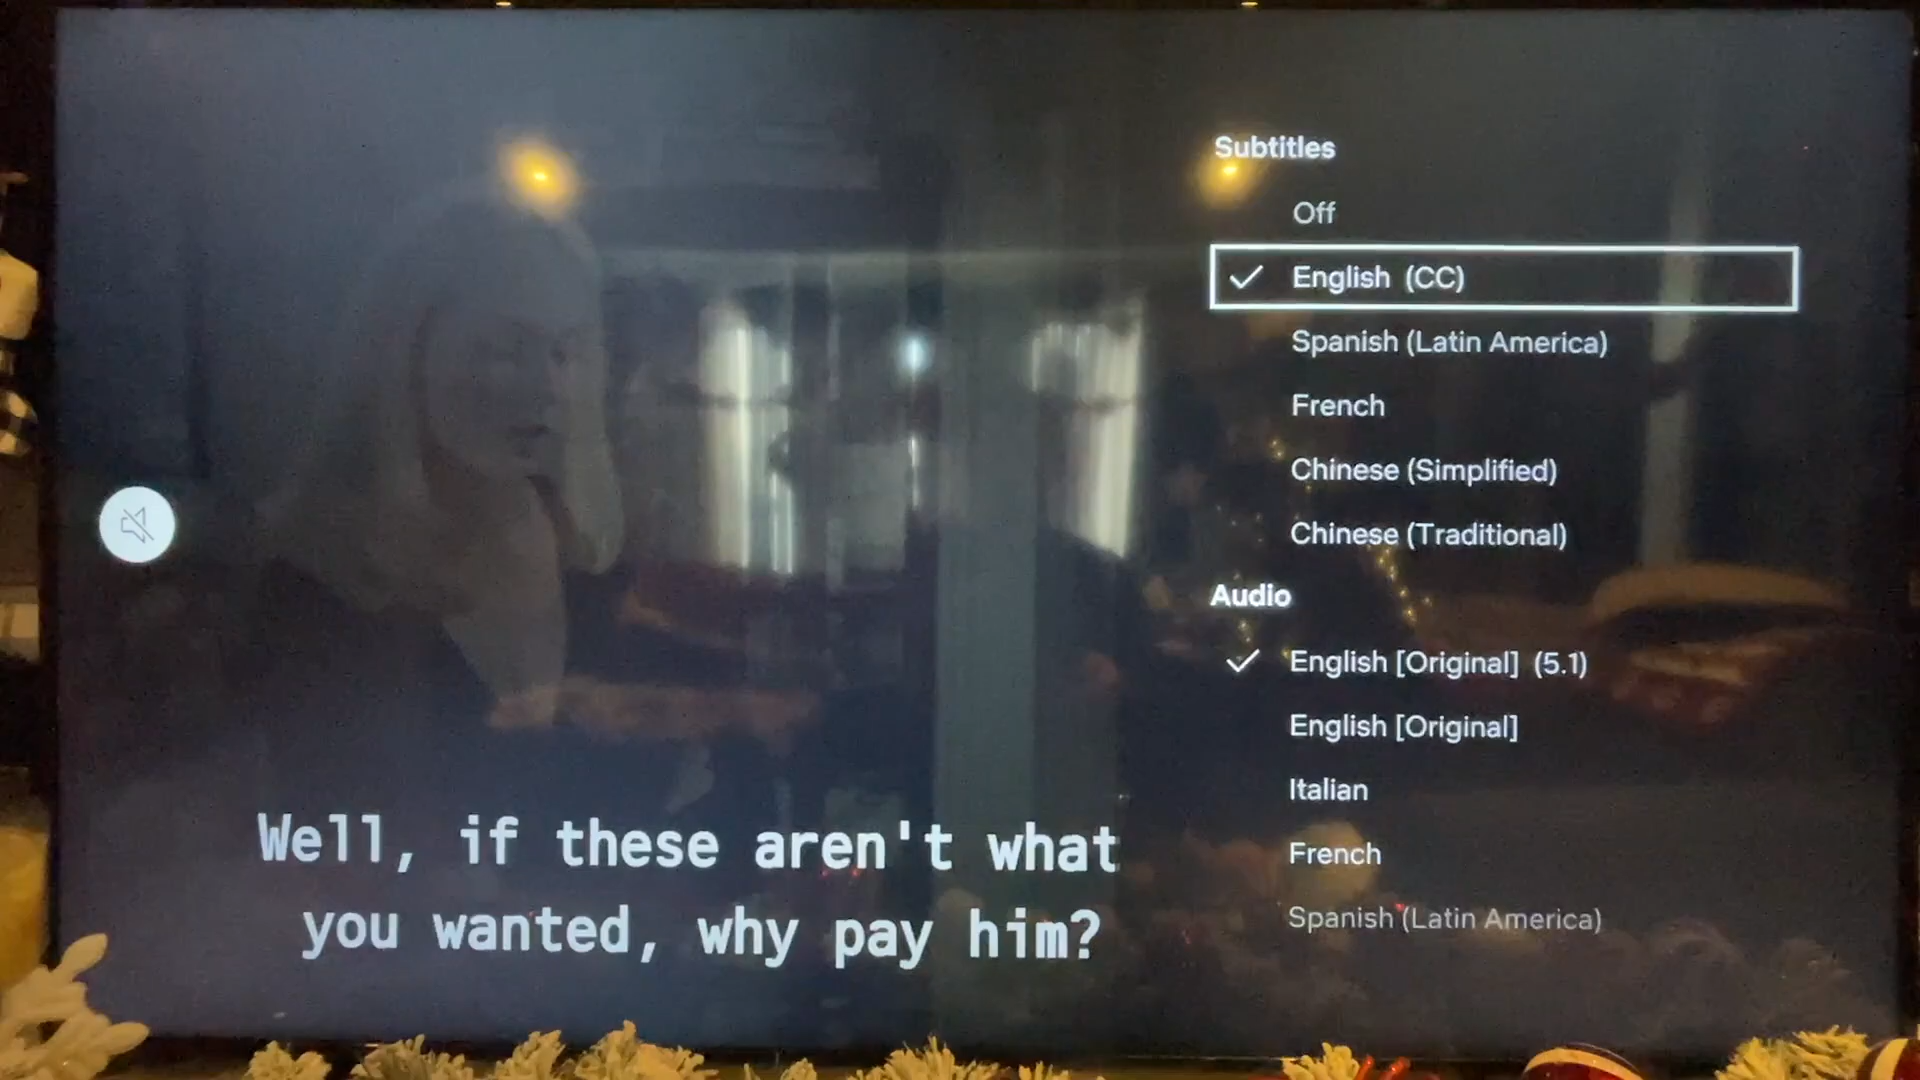 Subtitles
Off
English (CC)
Spanish (Latin America)
French
Chinese (Simplified)
Chinese (Traditional)
Audio
English [Original] (5.1)
English [Original]
Italian
French
Spanish (Latin America)
Well, if these aren't what
you wanted, why pay him?